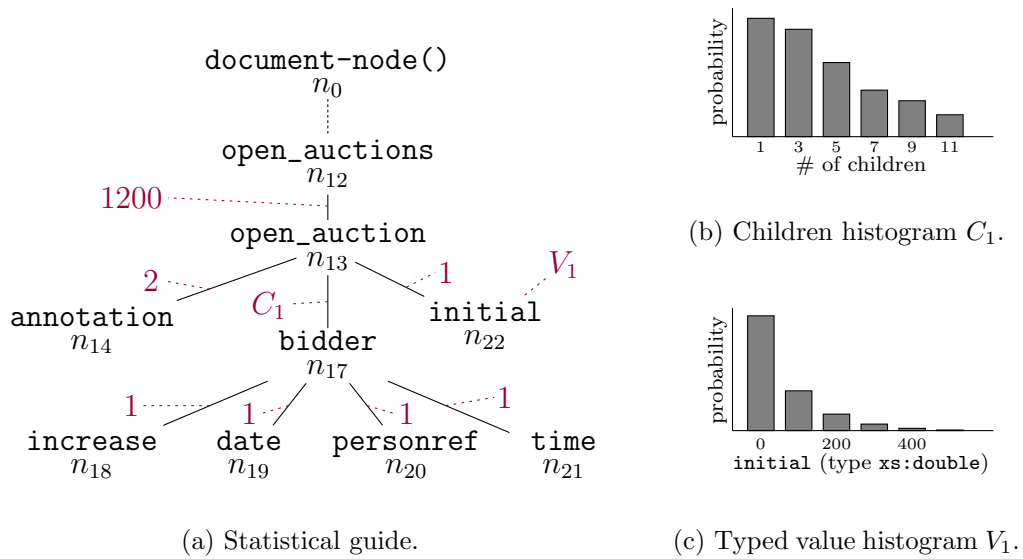 document-node()
n0
open_auctions
n12
1200
open_auction
n13
2
C1
1
V1
annotation
n14
bidder
n17
initial
n22
1
1
1
1
increase
n18
date
n19
personref
n20
time
n21
(a) Statistical guide.
probability
1 3 5 7 9 11
# of children
(b) Children histogram C1.
probability
0 200 400
initial (type xs:double)
(c) Typed value histogram V1.